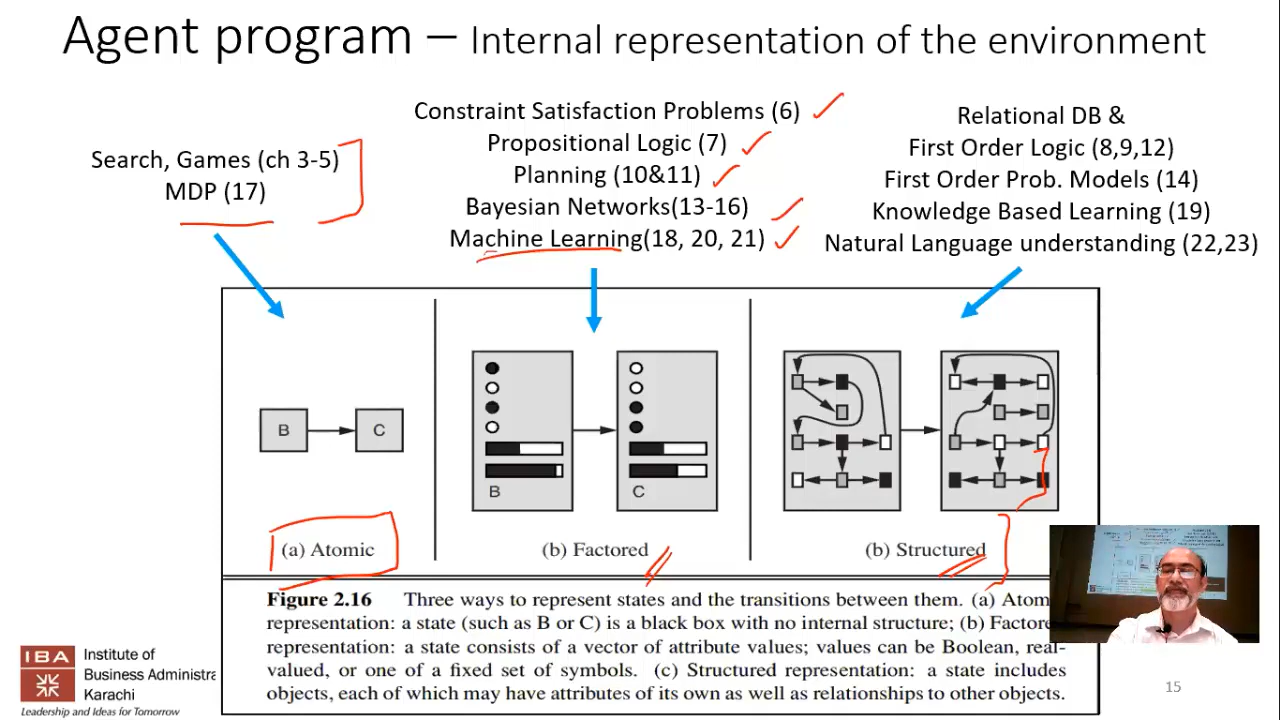 Agent program – Internal representation of the environment
Search, Games (ch 3-5)
MDP (17)
Constraint Satisfaction Problems (6)
Propositional Logic (7)
Planning (10&11)
Bayesian Networks(13-16)
Machine Learning(18, 20, 21)
Relational DB &
First Order Logic (8,9,12)
First Order Prob. Models (14)
Knowledge Based Learning (19)
Natural Language understanding (22,23)
B
C
(a) Atomic
B
C
(b) Factored
(b) Structured
Figure 2.16 Three ways to represent states and the transitions between them. (a) Atom
representation: a state (such as B or C) is a black box with no internal structure; (b) Factore
representation: a state consists of a vector of attribute values; values can be Boolean, real-
valued, or one of a fixed set of symbols. (c) Structured representation: a state includes
objects, each of which may have attributes of its own as well as relationships to other objects.
IBA
Institute of
Business Administra
Karachi
Leadership and Ideas for Tomorrow
15